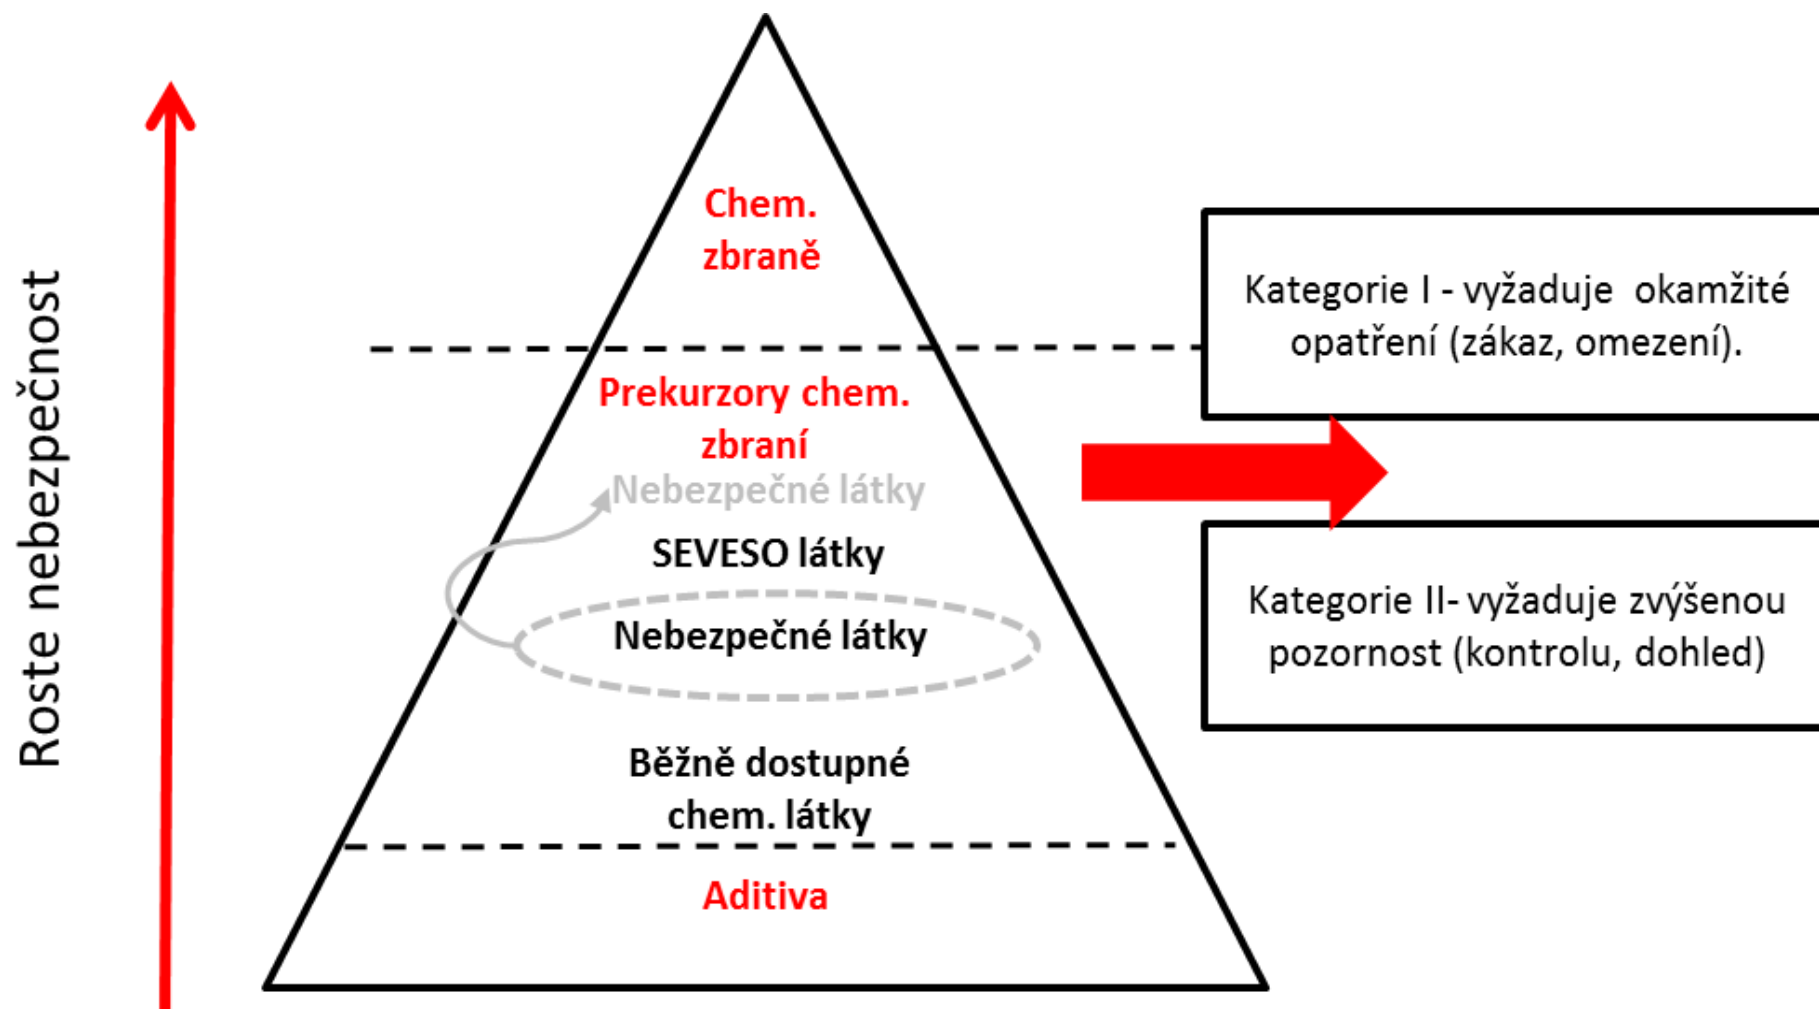 Roste nebezpečnost
Chem.
zbraně
Prekurzory chem.
zbraní
Nebezpečné látky
SEVESO látky
Nebezpečné látky
Běžně dostupné
chem. látky
Aditiva
Kategorie I - vyžaduje  okamžité
opatření (zákaz, omezení).
Kategorie II- vyžaduje zvýšenou
pozornost (kontrolu, dohled)